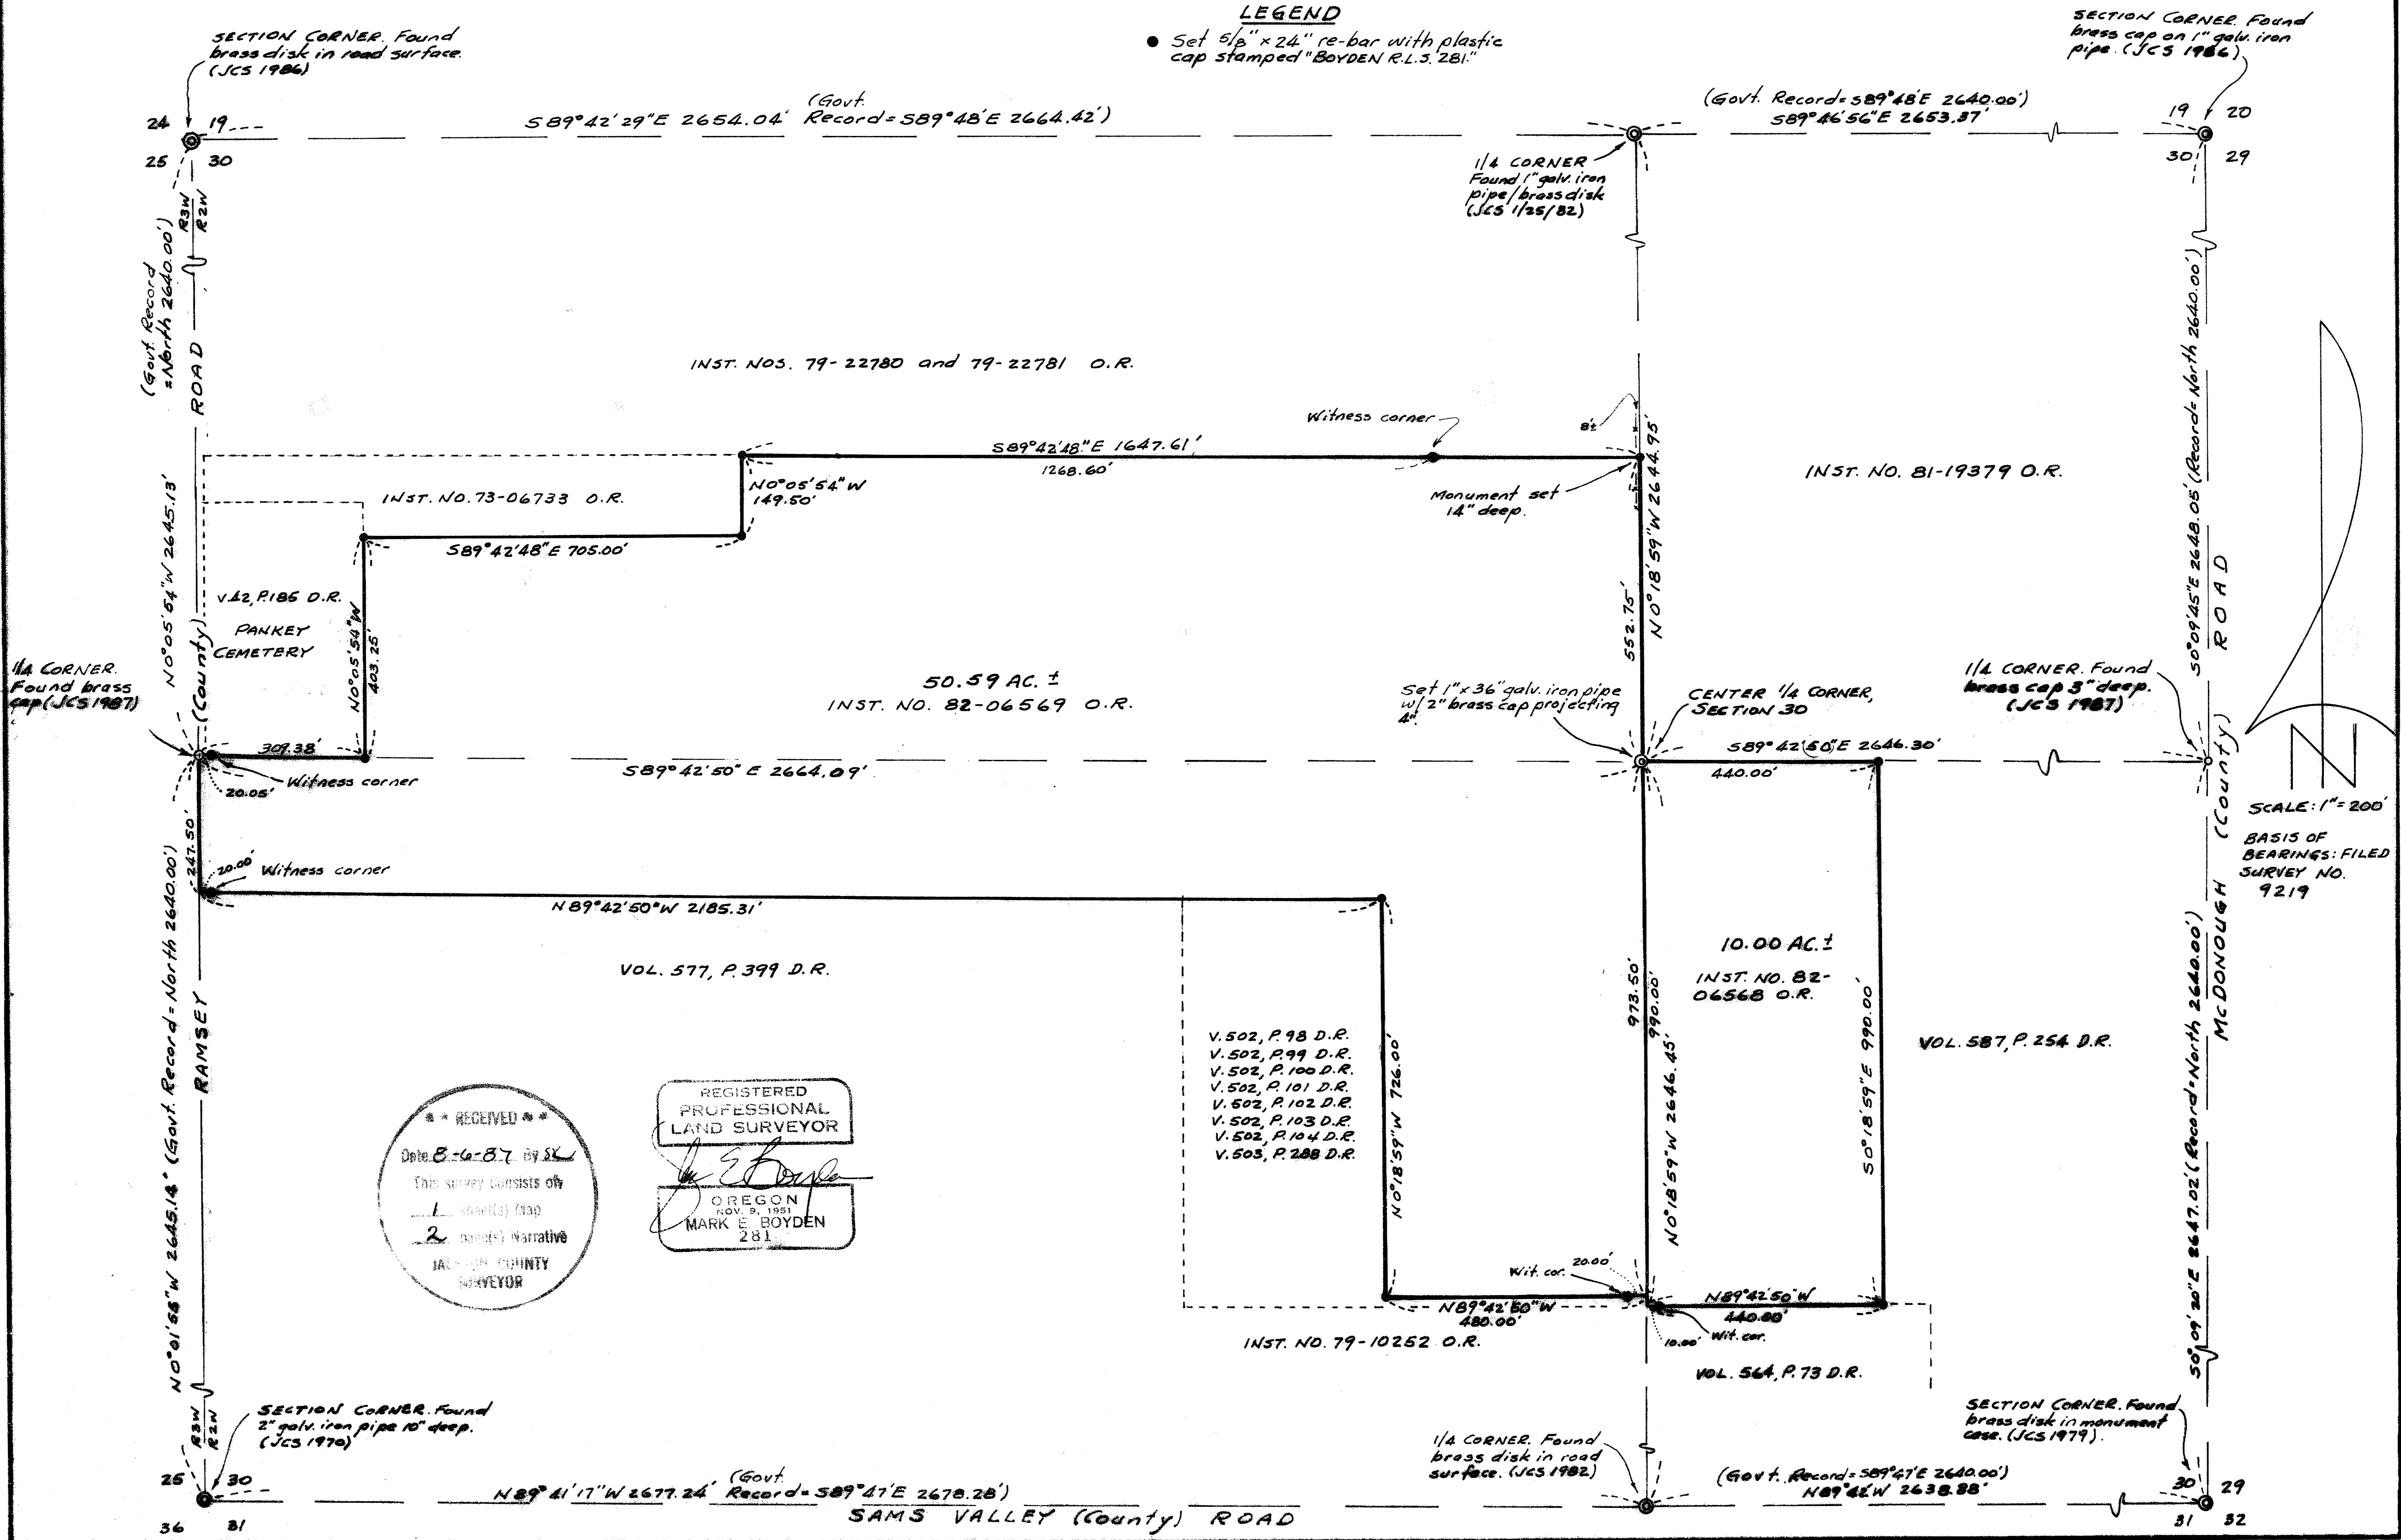 LEGEND
● Set 5/8" x 24" re-bar with plastic
cap stamped "BOYDEN R.L.S. 281."
SECTION CORNER. Found
brass disk in road surface.
(JCS 1986)
SECTION CORNER. Found
brass cap on 1" galv. iron
pipe. (JCS 1986)
24 19
25 30
S89°42'29"E 2654.04' (Govt. Record = S89°48'E 2664.42')
(Govt. Record = S89°48'E 2640.00')
S89°46'56"E 2653.37'
19 20
30 29
1/4 CORNER
Found 1" galv. iron
pipe/brass disk
(JCS 1/25/82)
R3W
R2W
(Govt. Record
= North 2640.00')
N0°05'54"W 2645.13'
ROAD
(County)
INST. NOS. 79-22780 and 79-22781 O.R.
Witness corner
8'±
S89°42'48"E 1647.61'
1268.60'
N0°05'54"W
149.50'
INST. NO. 73-06733 O.R.
Monument set
14" deep.
N0°18'59"W 2644.95'
552.75'
INST. NO. 81-19379 O.R.
S0°09'45"E 2648.05' (Record = North 2640.00')
ROAD
S89°42'48"E 705.00'
V.42, P.185 D.R.
PANKEY
CEMETERY
N0°05'54"W
403.25'
1/4 CORNER.
Found brass
cap (JCS 1987)
50.59 AC. ±
INST. NO. 82-06569 O.R.
Set 1" x 36" galv. iron pipe
w/ 2" brass cap projecting
4".
CENTER 1/4 CORNER,
SECTION 30
1/4 CORNER. Found
brass cap 3" deep.
(JCS 1987)
309.38'
Witness corner
20.05'
S89°42'50"E 2664.09'
S89°42'50"E 2646.30'
440.00'
(County)
SCALE: 1" = 200'
BASIS OF
BEARINGS: FILED
SURVEY NO.
9219
247.50'
20.00'
Witness corner
N89°42'50"W 2185.31'
VOL. 577, P. 399 D.R.
10.00 AC. ±
INST. NO. 82-
06568 O.R.
973.50'
990.00'
N0°18'59"W 2646.45'
S0°18'59"E 990.00'
VOL. 587, P. 254 D.R.
McDONOUGH
S0°09'20"E 2647.02' (Record = North 2640.00')
RAMSEY
N0°01'56"W 2645.14' (Govt. Record = North 2640.00')
V. 502, P. 98 D.R.
V. 502, P. 99 D.R.
V. 502, P. 100 D.R.
V. 502, P. 101 D.R.
V. 502, P. 102 D.R.
V. 502, P. 103 D.R.
V. 502, P. 104 D.R.
V. 503, P. 288 D.R.
N0°18'59"W 726.00'
RECEIVED
Date 8-6-87 By SK
This survey consists of
1 sheet(s) Map
2 page(s) Narrative
JACKSON COUNTY
SURVEYOR
REGISTERED
PROFESSIONAL
LAND SURVEYOR
OREGON
NOV. 9, 1951
MARK E. BOYDEN
281
Wit. cor. 20.00'
N89°42'50"W
480.00'
N89°42'50"W
440.00'
10.00' Wit. cor.
INST. NO. 79-10252 O.R.
VOL. 564, P. 73 D.R.
R3W
R2W
SECTION CORNER. Found
2" galv. iron pipe 10" deep.
(JCS 1970)
1/4 CORNER. Found
brass disk in road
surface. (JCS 1982)
SECTION CORNER. Found
brass disk in monument
case. (JCS 1979).
25 30
36 31
N89°41'17"W 2677.24' (Govt. Record = S89°47'E 2678.28')
(Govt. Record = S89°47'E 2640.00')
N89°42'W 2638.88'
30 29
31 32
SAMS VALLEY (County) ROAD